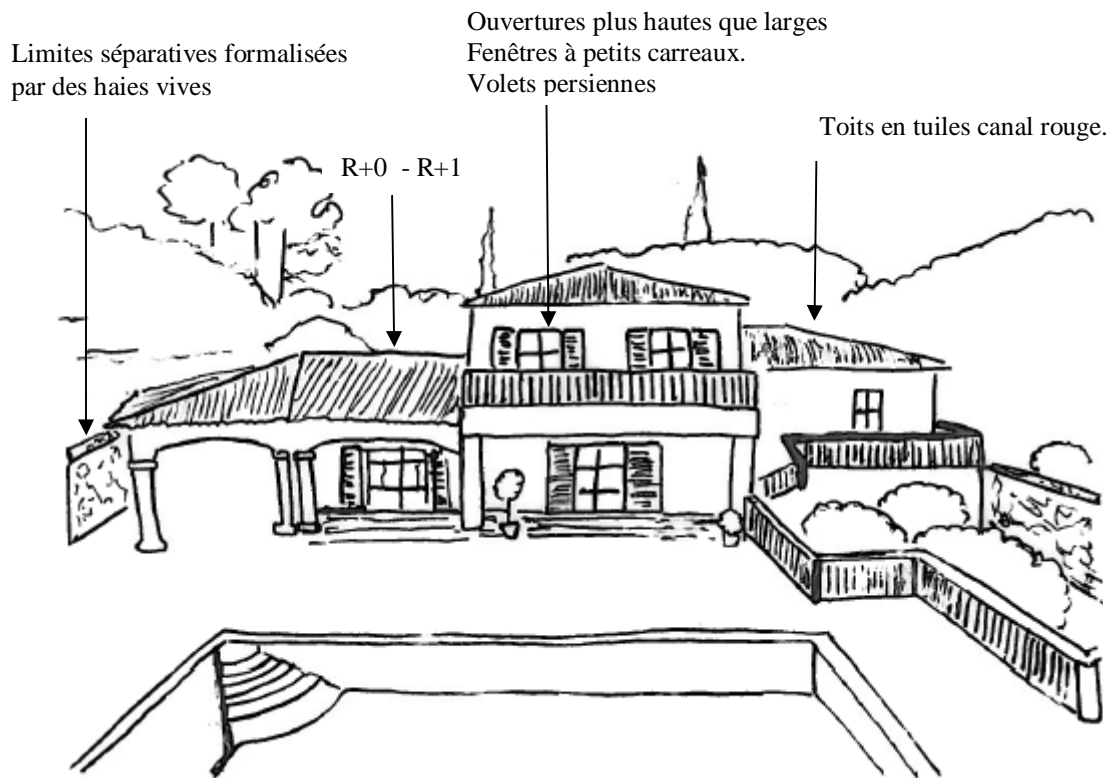 Limites séparatives formalisées
par des haies vives
Ouvertures plus hautes que larges
Fenêtres à petits carreaux.
Volets persiennes
Toits en tuiles canal rouge.
R+0 - R+1